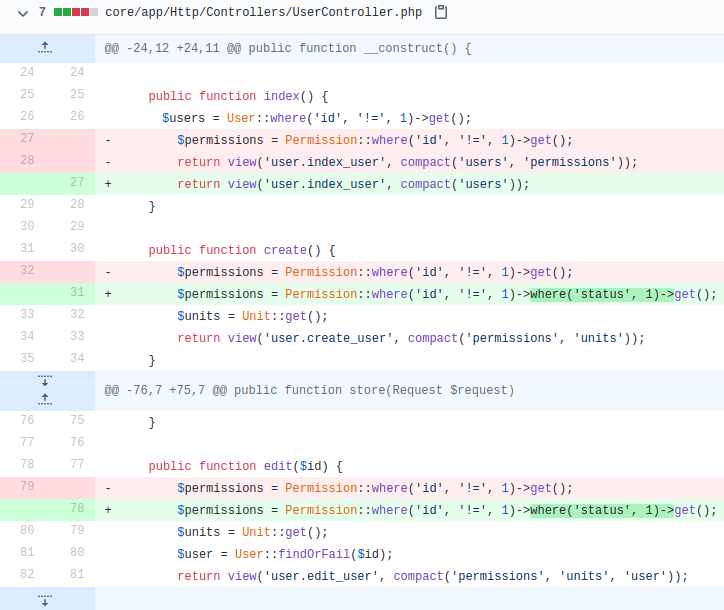 7 core/app/Http/Controllers/UserController.php
@@ -24,12 +24,11 @@ public function __construct() {
24 24
25 25 public function index() {
26 26 $users = User::where('id', '!=', 1)->get();
27 - $permissions = Permission::where('id', '!=', 1)->get();
28 - return view('user.index_user', compact('users', 'permissions'));
27 + return view('user.index_user', compact('users'));
29 28 }
30 29
31 30 public function create() {
32 - $permissions = Permission::where('id', '!=', 1)->get();
31 + $permissions = Permission::where('id', '!=', 1)->where('status', 1)->get();
33 32 $units = Unit::get();
34 33 return view('user.create_user', compact('permissions', 'units'));
35 34 }
@@ -76,7 +75,7 @@ public function store(Request $request)
76 75 }
77 76
78 77 public function edit($id) {
79 - $permissions = Permission::where('id', '!=', 1)->get();
78 + $permissions = Permission::where('id', '!=', 1)->where('status', 1)->get();
80 79 $units = Unit::get();
81 80 $user = User::findOrFail($id);
82 81 return view('user.edit_user', compact('permissions', 'units', 'user'));